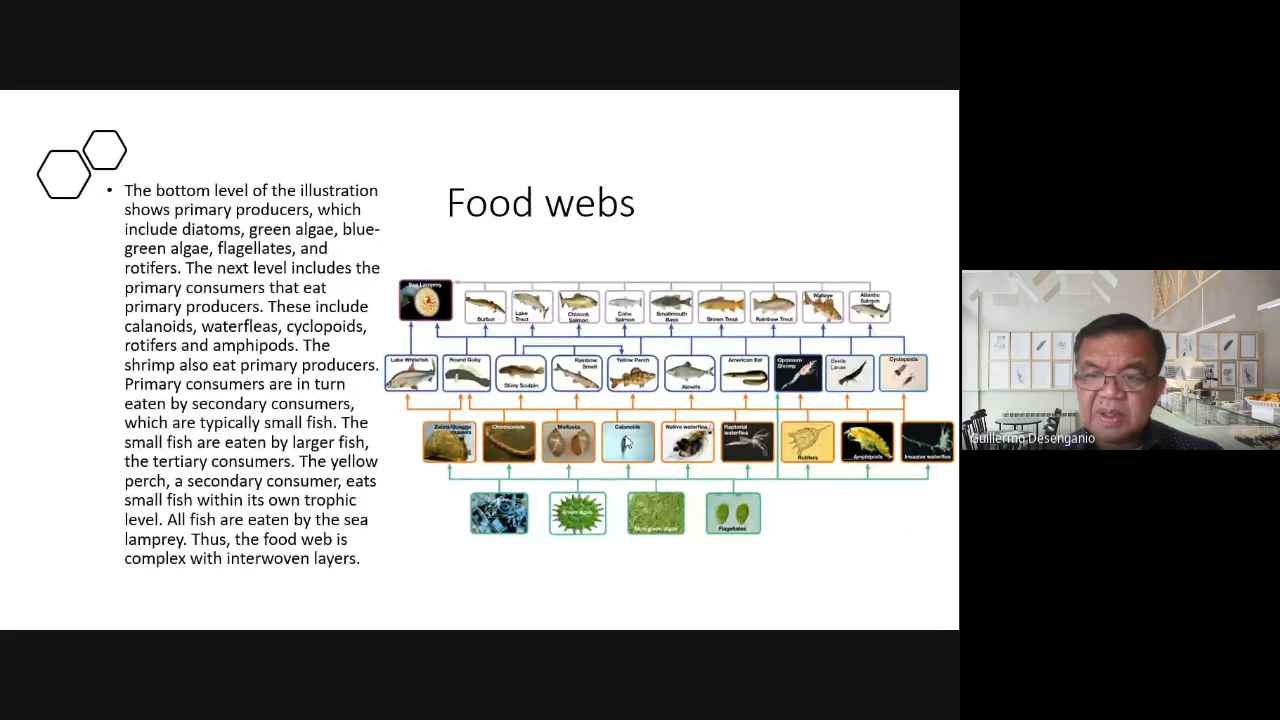 • The bottom level of the illustration
shows primary producers, which
include diatoms, green algae, blue-
green algae, flagellates, and
rotifers. The next level includes the
primary consumers that eat
primary producers. These include
calanoids, waterfleas, cyclopoids,
rotifers and amphipods. The
shrimp also eat primary producers.
Primary consumers are in turn
eaten by secondary consumers,
which are typically small fish. The
small fish are eaten by larger fish,
the tertiary consumers. The yellow
perch, a secondary consumer, eats
small fish within its own trophic
level. All fish are eaten by the sea
lamprey. Thus, the food web is
complex with interwoven layers.
Food webs
Sea Lamprey
Burbot
Lake
Trout
Chinook
Salmon
Coho
Salmon
Smallmouth
Bass
Brown Trout
Rainbow Trout
Walleye
Atlantic
Salmon
Lake Whitefish
Round Goby
Slimy Sculpin
Rainbow
Smelt
Yellow Perch
Alewife
American Eel
Opossum
Shrimp
Beetle
Larvae
Cyclopoids
Zebra/Quagga
mussels
Chironomids
Mollusks
Calanoids
Native waterflea
Raptorial
waterflea
Rotifers
Amphipods
Invasive waterflea
Green algae
Blue-green algae
Flagellates
Guillermo Desenganio